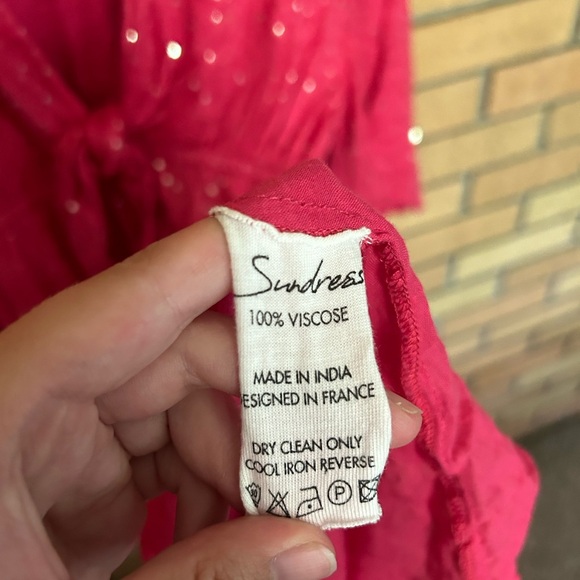 Sundress
100% VISCOSE
MADE IN INDIA
ESIGNED IN FRANCE
DRY CLEAN ONLY
COOL IRON REVERSE
P